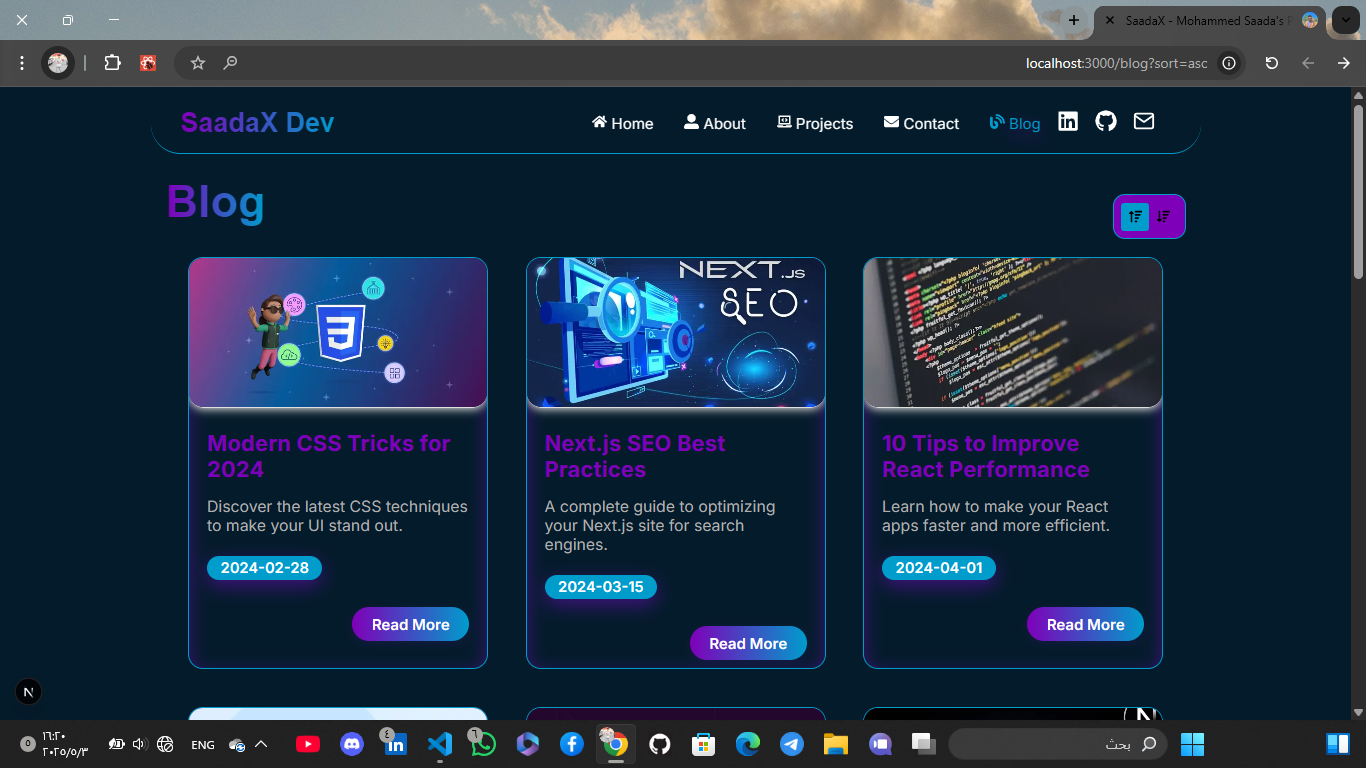 SaadaX - Mohammed Saada's
localhost:3000/blog?sort=asc
SaadaX Dev
Home
About
Projects
Contact
Blog
Blog
NEXT.JS
SEO
Modern CSS Tricks for
2024
Discover the latest CSS techniques
to make your UI stand out.
2024-02-28
Read More
Next.js SEO Best
Practices
A complete guide to optimizing
your Next.js site for search
engines.
2024-03-15
Read More
10 Tips to Improve
React Performance
Learn how to make your React
apps faster and more efficient.
2024-04-01
Read More
N
١٦:٢٠
٢٠٢٥/٥/٣
ENG
٤
٦
بحث